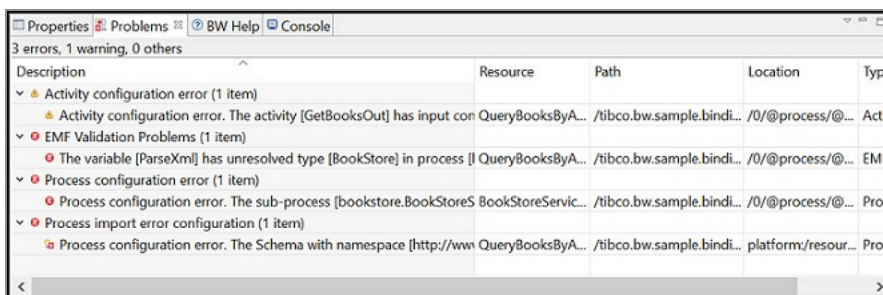 Properties Problems BW Help Console
3 errors, 1 warning, 0 others
Description Resource Path Location Typ
Activity configuration error (1 item)
Activity configuration error. The activity [GetBooksOut] has input con QueryBooksByA... /tibco.bw.sample.bindi... /0/@process/@... Act
EMF Validation Problems (1 item)
The variable [ParseXml] has unresolved type [BookStore] in process [ QueryBooksByA... /tibco.bw.sample.bindi... /0/@process/@... EM
Process configuration error (1 item)
Process configuration error. The sub-process [bookstore.BookStoreS BookStoreServic... /tibco.bw.sample.bindi... /0/@process/@... Pro
Process import error configuration (1 item)
Process configuration error. The Schema with namespace [http://ww QueryBooksByA... /tibco.bw.sample.bindi... platform:/resour... Pro